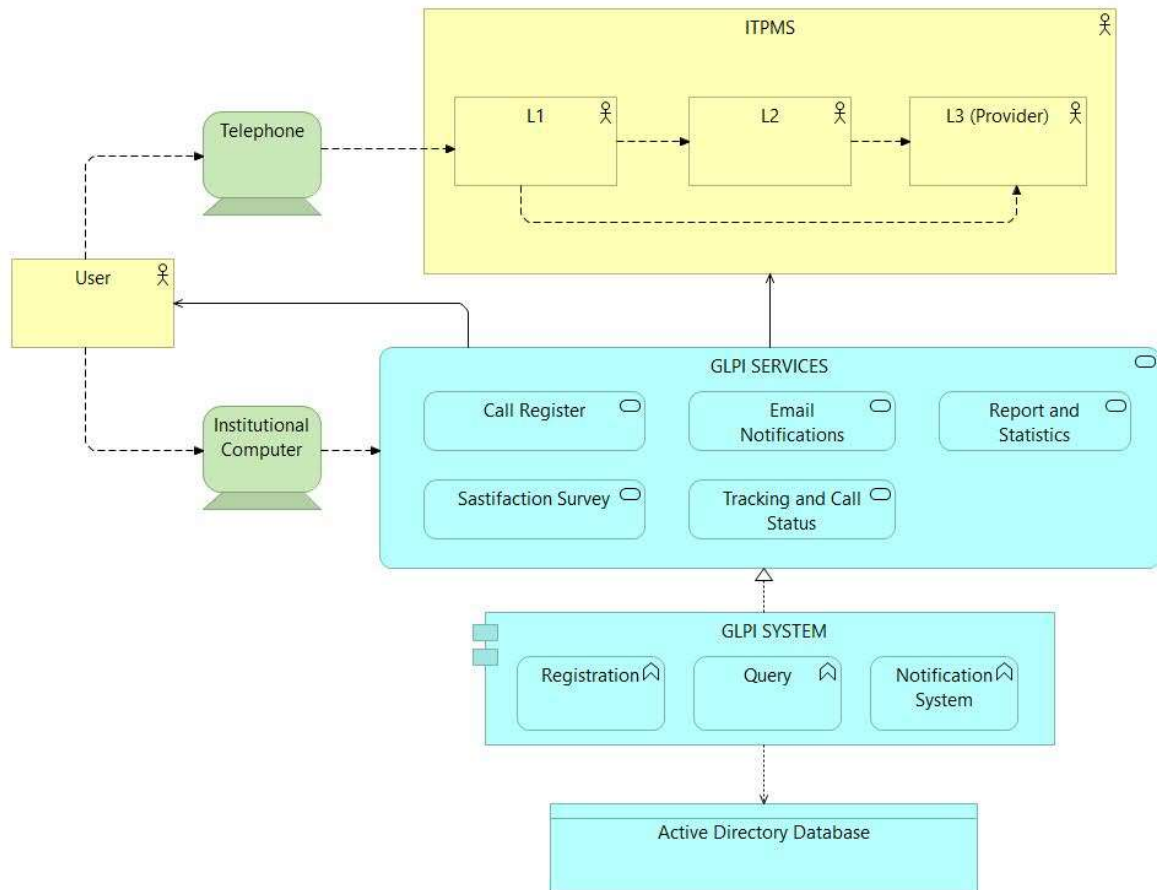 ITPMS
L1
L2
L3 (Provider)
Telephone
User
Institutional
Computer
GLPI SERVICES
Call Register
Email
Notifications
Report and
Statistics
Sastifaction Survey
Tracking and Call
Status
GLPI SYSTEM
Registration
Query
Notification
System
Active Directory Database